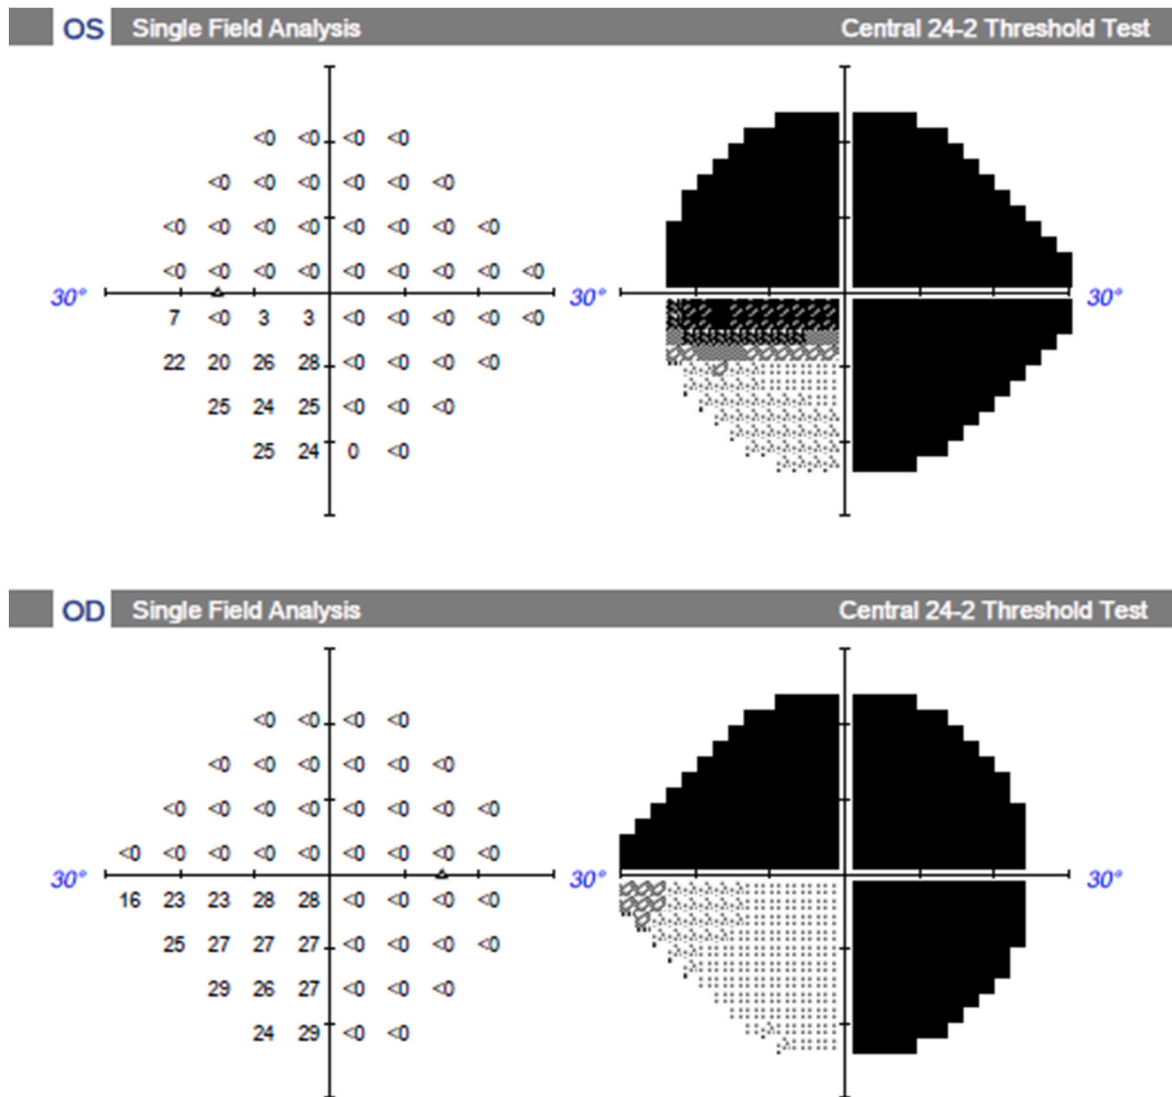 OS Single Field Analysis Central 24-2 Threshold Test
<0 <0 <0 <0
<0 <0 <0 <0 <0 <0
<0 <0 <0 <0 <0 <0 <0 <0
<0 <0 <0 <0 <0 <0 <0 <0 <0
30° 30° 30°
7 <0 3 3 <0 <0 <0 <0 <0
22 20 26 28 <0 <0 <0 <0
25 24 25 <0 <0 <0
25 24 0 <0
OD Single Field Analysis Central 24-2 Threshold Test
<0 <0 <0 <0
<0 <0 <0 <0 <0 <0
<0 <0 <0 <0 <0 <0 <0 <0
<0 <0 <0 <0 <0 <0 <0 <0 <0
30° 30° 30°
16 23 23 28 28 <0 <0 <0 <0
25 27 27 27 <0 <0 <0 <0
29 26 27 <0 <0 <0
24 29 <0 <0